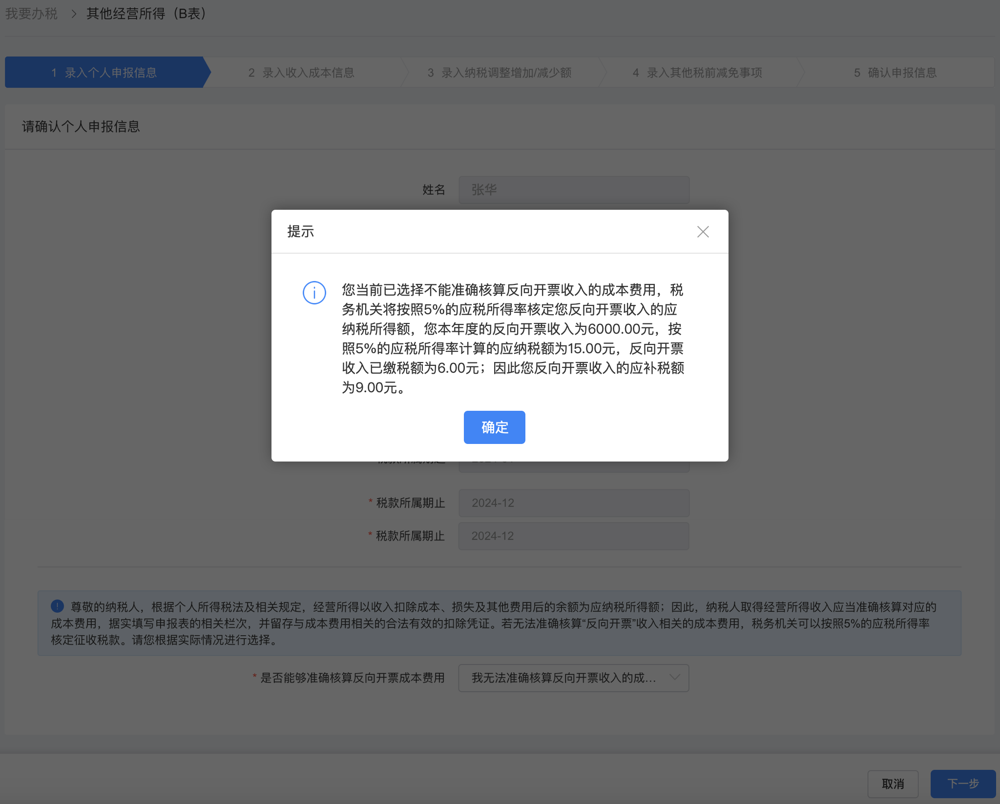 我要办税 > 其他经营所得（B表）
1 录入个人申报信息
2 录入收入成本信息
3 录入纳税调整增加/减少额
4 录入其他税前减免事项
5 确认申报信息
请确认个人申报信息
姓名 张华
提示
您当前已选择不能准确核算反向开票收入的成本费用，税
务机关将按照5%的应税所得率核定您反向开票收入的应
纳税所得额，您本年度的反向开票收入为6000.00元，按
照5%的应税所得率计算的应纳税额为15.00元，反向开票
收入已缴税额为6.00元；因此您反向开票收入的应补税额
为9.00元。
确定
* 税款所属期止 2024-12
* 税款所属期止 2024-12
尊敬的纳税人，根据个人所得税法及相关规定，经营所得以收入扣除成本、损失及其他费用后的余额为应纳税所得额；因此，纳税人取得经营所得收入应当准确核算对应的
成本费用，据实填写申报表的相关栏次，并留存与成本费用相关的合法有效的扣除凭证。若无法准确核算“反向开票”收入相关的成本费用，税务机关可以按照5%的应税所得率
核定征收税款。请您根据实际情况进行选择。
* 是否能够准确核算反向开票成本费用 我无法准确核算反向开票收入的成...
取消
下一步